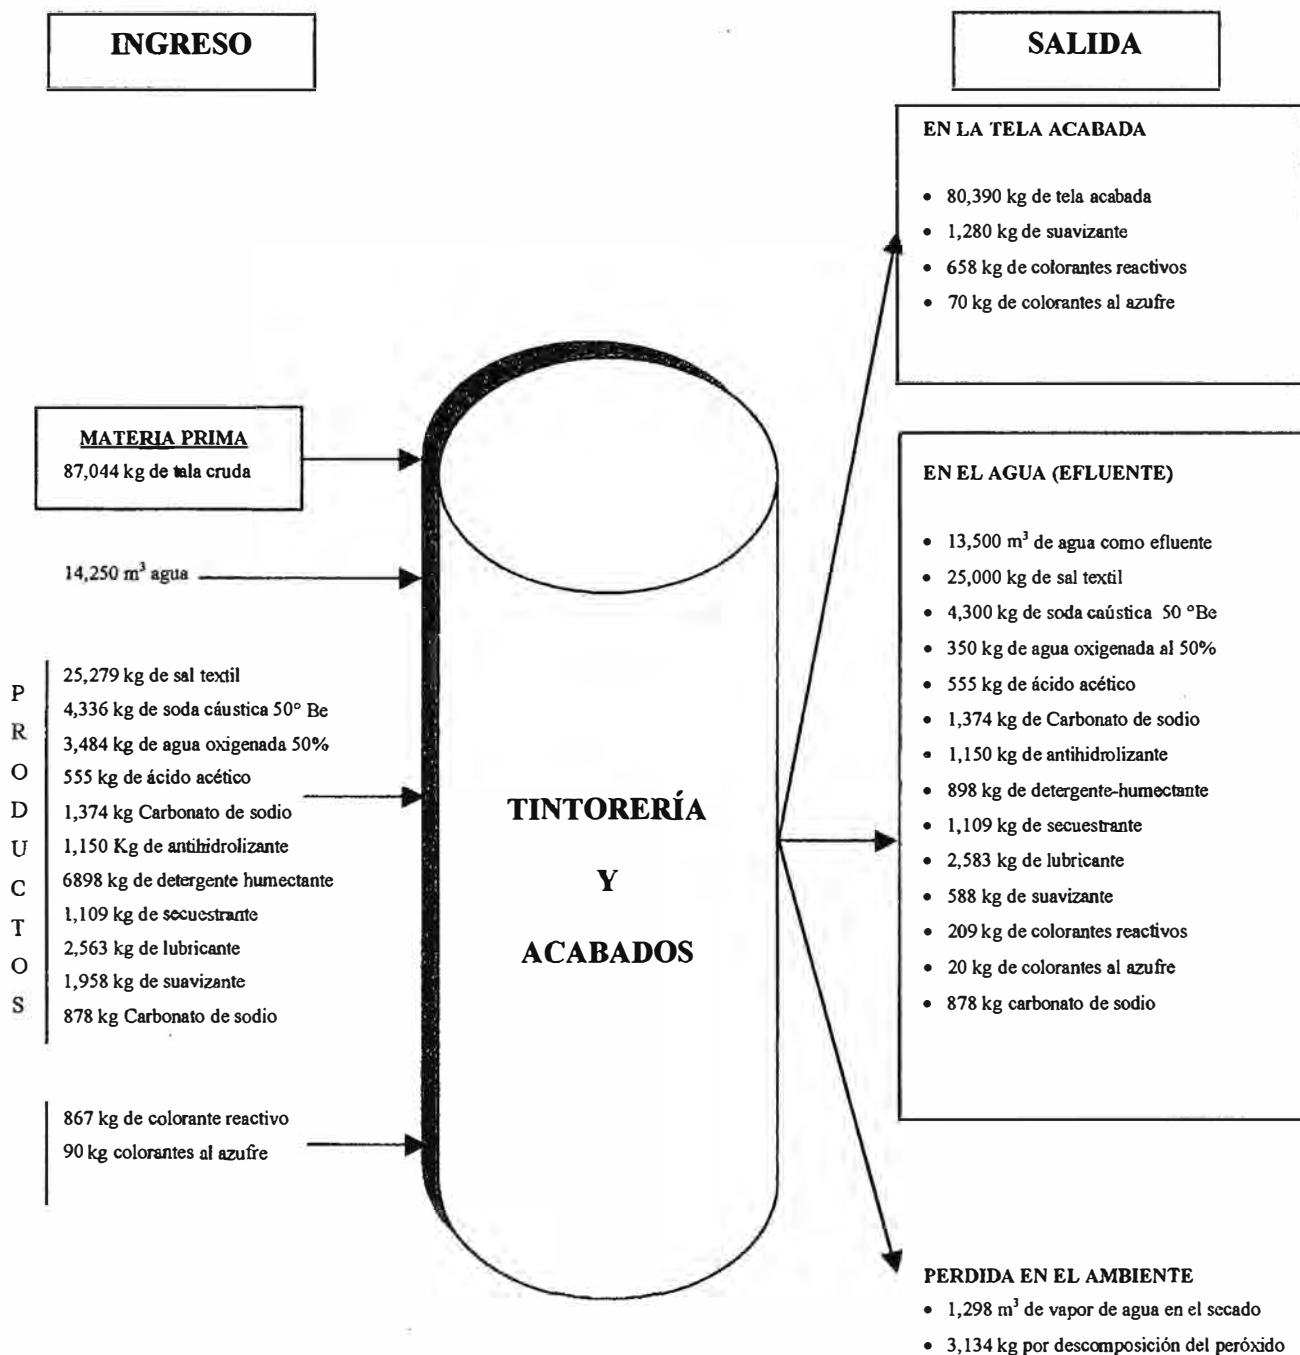 INGRESO
MATERIA PRIMA
87,044 kg de tela cruda
14,250 m³ agua
PRODUCTOS
25,279 kg de sal textil
4,336 kg de soda cáustica 50° Be
3,484 kg de agua oxigenada 50%
555 kg de ácido acético
1,374 kg Carbonato de sodio
1,150 Kg de antihidrolizante
6898 kg de detergente humectante
1,109 kg de secuestrante
2,563 kg de lubricante
1,958 kg de suavizante
878 kg Carbonato de sodio
867 kg de colorante reactivo
90 kg colorantes al azufre
TINTORERÍA
Y
ACABADOS
SALIDA
EN LA TELA ACABADA
• 80,390 kg de tela acabada
• 1,280 kg de suavizante
• 658 kg de colorantes reactivos
• 70 kg de colorantes al azufre
EN EL AGUA (EFLUENTE)
• 13,500 m³ de agua como efluente
• 25,000 kg de sal textil
• 4,300 kg de soda caústica 50 °Be
• 350 kg de agua oxigenada al 50%
• 555 kg de ácido acético
• 1,374 kg de Carbonato de sodio
• 1,150 kg de antihidrolizante
• 898 kg de detergente-humectante
• 1,109 kg de secuestrante
• 2,583 kg de lubricante
• 588 kg de suavizante
• 209 kg de colorantes reactivos
• 20 kg de colorantes al azufre
• 878 kg carbonato de sodio
PERDIDA EN EL AMBIENTE
• 1,298 m³ de vapor de agua en el secado
• 3,134 kg por descomposición del peróxido